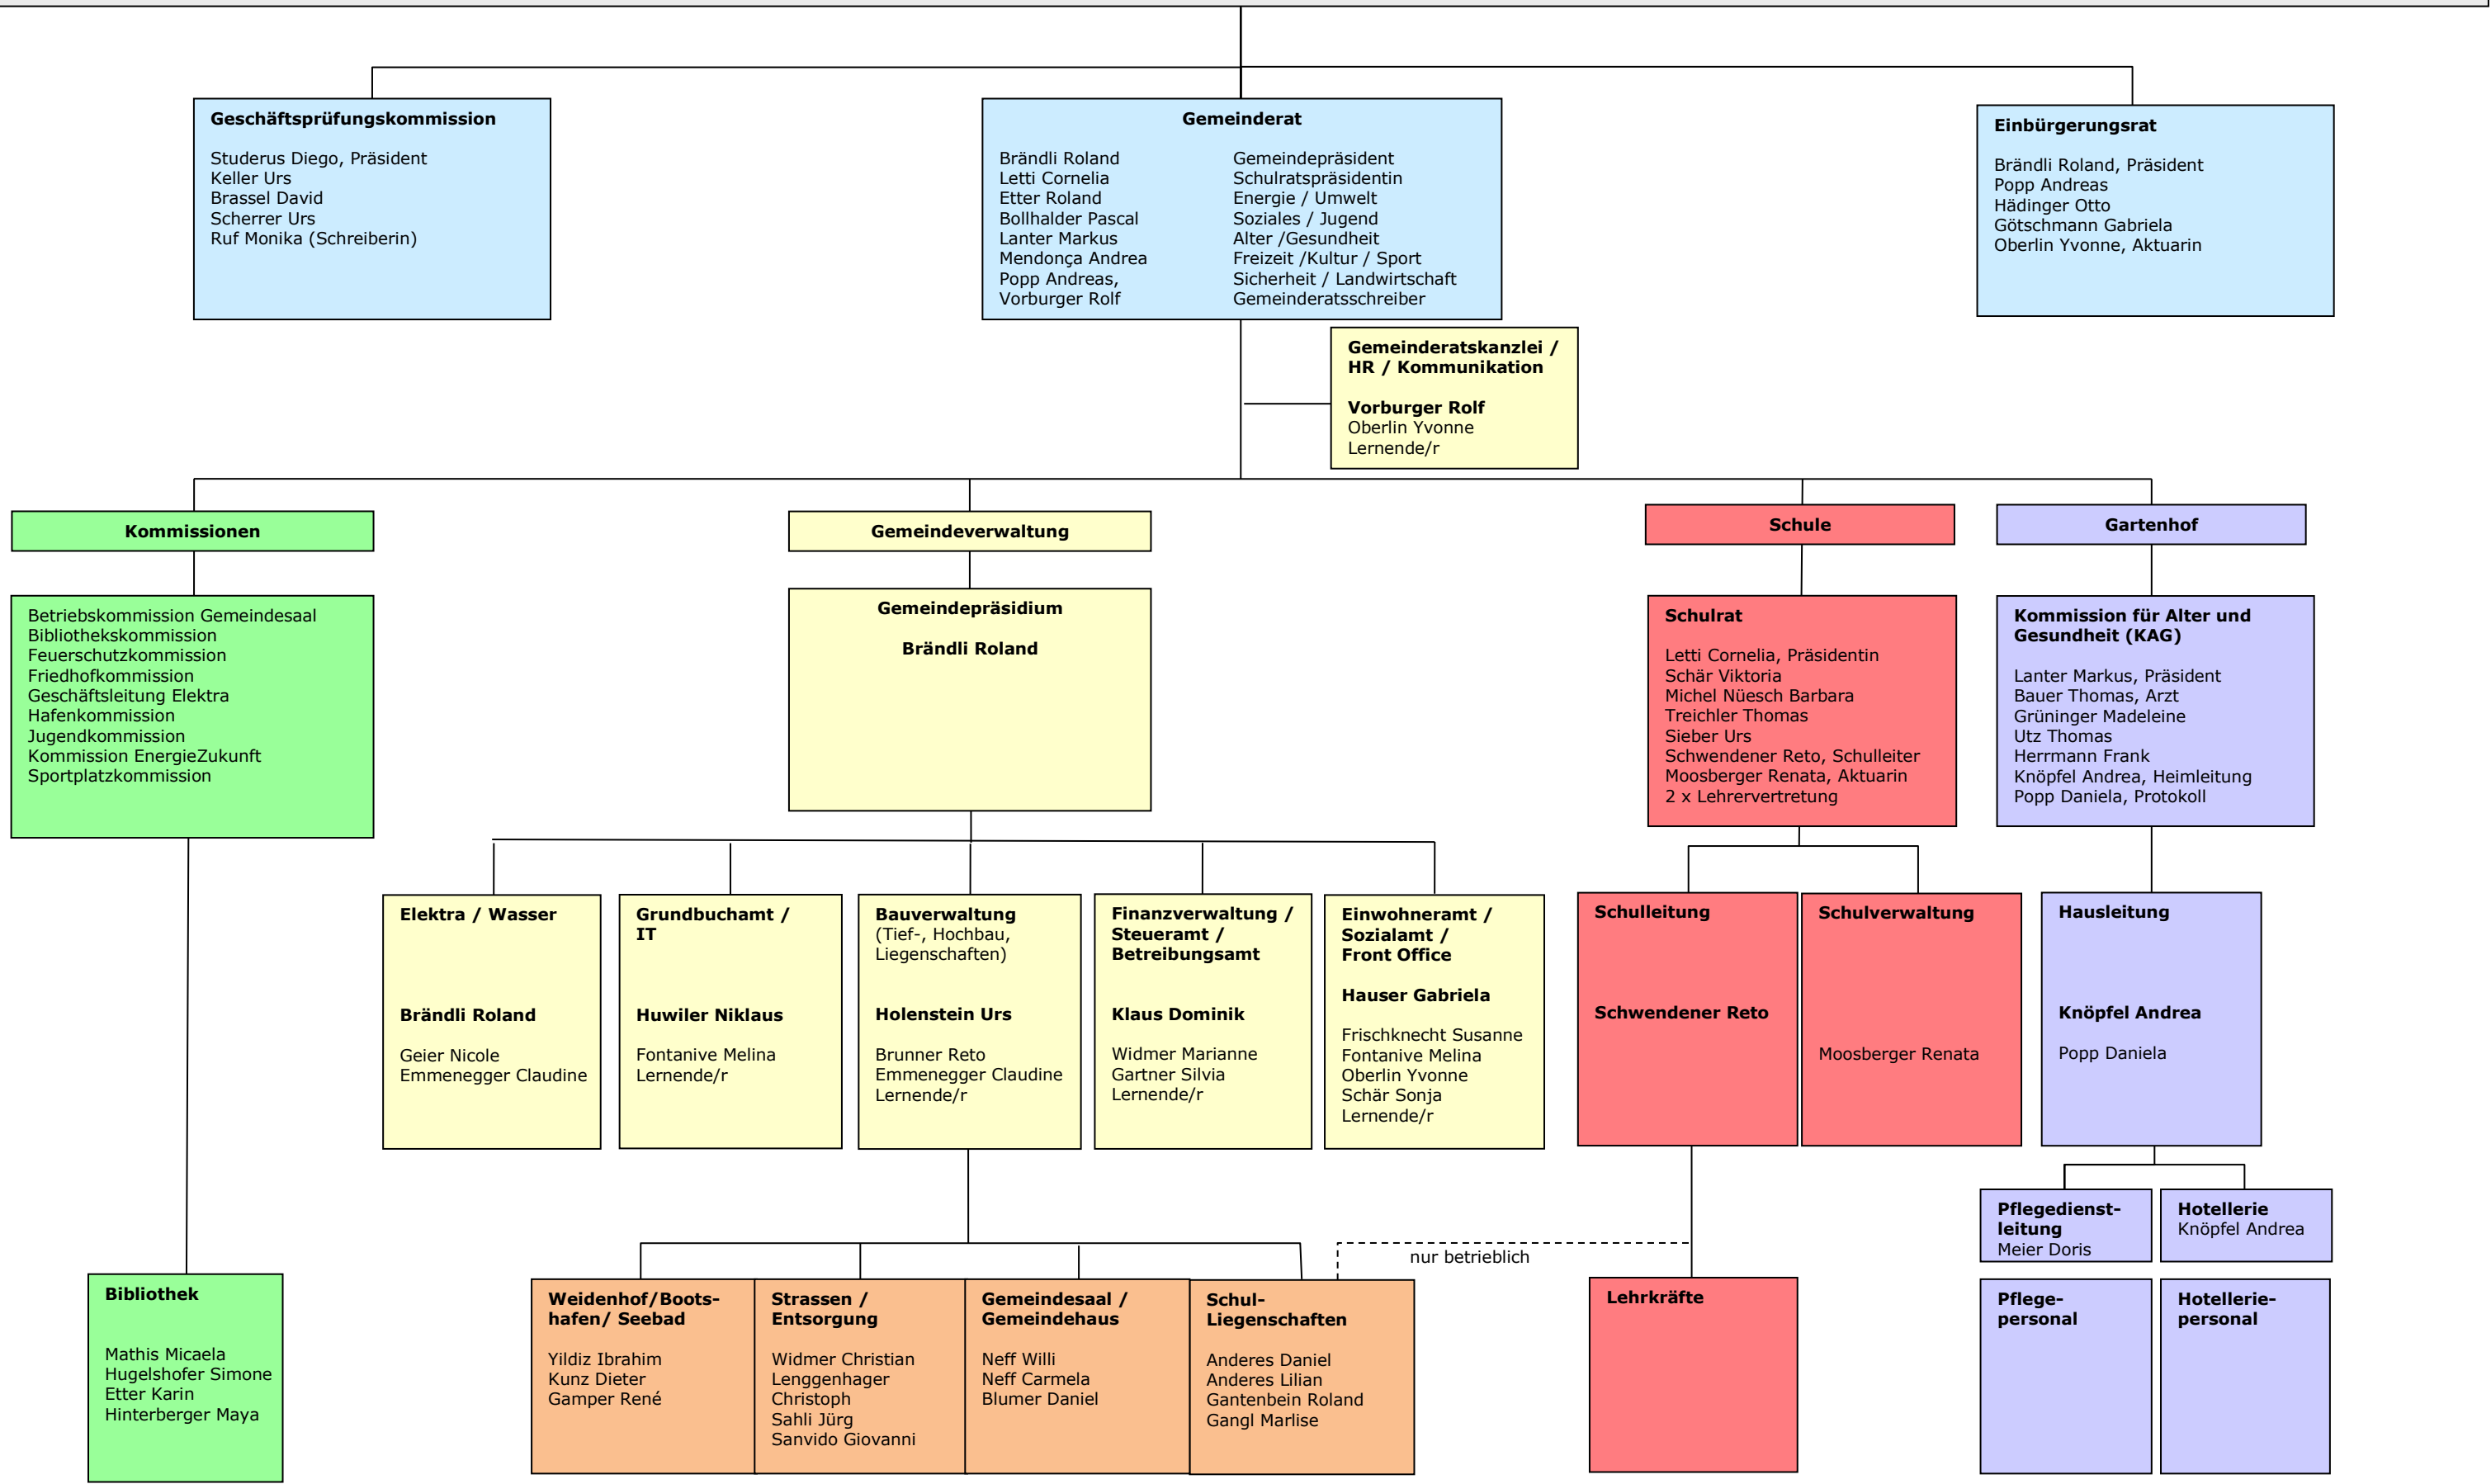 Geschäftsprüfungskommission
Studerus Diego, Präsident
Keller Urs
Brassel David
Scherrer Urs
Ruf Monika (Schreiberin)
Gemeinderat
Brändli Roland Gemeindepräsident
Letti Cornelia Schulratspräsidentin
Etter Roland Energie / Umwelt
Bollhalder Pascal Soziales / Jugend
Lanter Markus Alter /Gesundheit
Mendonça Andrea Freizeit /Kultur / Sport
Popp Andreas, Sicherheit / Landwirtschaft
Vorburger Rolf Gemeinderatsschreiber
Einbürgerungsrat
Brändli Roland, Präsident
Popp Andreas
Hädinger Otto
Götschmann Gabriela
Oberlin Yvonne, Aktuarin
Gemeinderatskanzlei /
HR / Kommunikation
Vorburger Rolf
Oberlin Yvonne
Lernende/r
Kommissionen
Gemeindeverwaltung
Schule
Gartenhof
Betriebskommission Gemeindesaal
Bibliothekskommission
Feuerschutzkommission
Friedhofkommission
Geschäftsleitung Elektra
Hafenkommission
Jugendkommission
Kommission EnergieZukunft
Sportplatzkommission
Gemeindepräsidium
Brändli Roland
Schulrat
Letti Cornelia, Präsidentin
Schär Viktoria
Michel Nüesch Barbara
Treichler Thomas
Sieber Urs
Schwendener Reto, Schulleiter
Moosberger Renata, Aktuarin
2 x Lehrervertretung
Kommission für Alter und
Gesundheit (KAG)
Lanter Markus, Präsident
Bauer Thomas, Arzt
Grüninger Madeleine
Utz Thomas
Herrmann Frank
Knöpfel Andrea, Heimleitung
Popp Daniela, Protokoll
Elektra / Wasser
Brändli Roland
Geier Nicole
Emmenegger Claudine
Grundbuchamt /
IT
Huwiler Niklaus
Fontanive Melina
Lernende/r
Bauverwaltung
(Tief-, Hochbau,
Liegenschaften)
Holenstein Urs
Brunner Reto
Emmenegger Claudine
Lernende/r
Finanzverwaltung /
Steueramt /
Betreibungsamt
Klaus Dominik
Widmer Marianne
Gartner Silvia
Lernende/r
Einwohneramt /
Sozialamt /
Front Office
Hauser Gabriela
Frischknecht Susanne
Fontanive Melina
Oberlin Yvonne
Schär Sonja
Lernende/r
Schulleitung
Schwendener Reto
Schulverwaltung
Moosberger Renata
Hausleitung
Knöpfel Andrea
Popp Daniela
Pflegedienst-
leitung
Meier Doris
Hotellerie
Knöpfel Andrea
nur betrieblich
Bibliothek
Mathis Micaela
Hugelshofer Simone
Etter Karin
Hinterberger Maya
Weidenhof/Boots-
hafen/ Seebad
Yildiz Ibrahim
Kunz Dieter
Gamper René
Strassen /
Entsorgung
Widmer Christian
Lenggenhager
Christoph
Sahli Jürg
Sanvido Giovanni
Gemeindesaal /
Gemeindehaus
Neff Willi
Neff Carmela
Blumer Daniel
Schul-
Liegenschaften
Anderes Daniel
Anderes Lilian
Gantenbein Roland
Gangl Marlise
Lehrkräfte
Pflege-
personal
Hotellerie-
personal